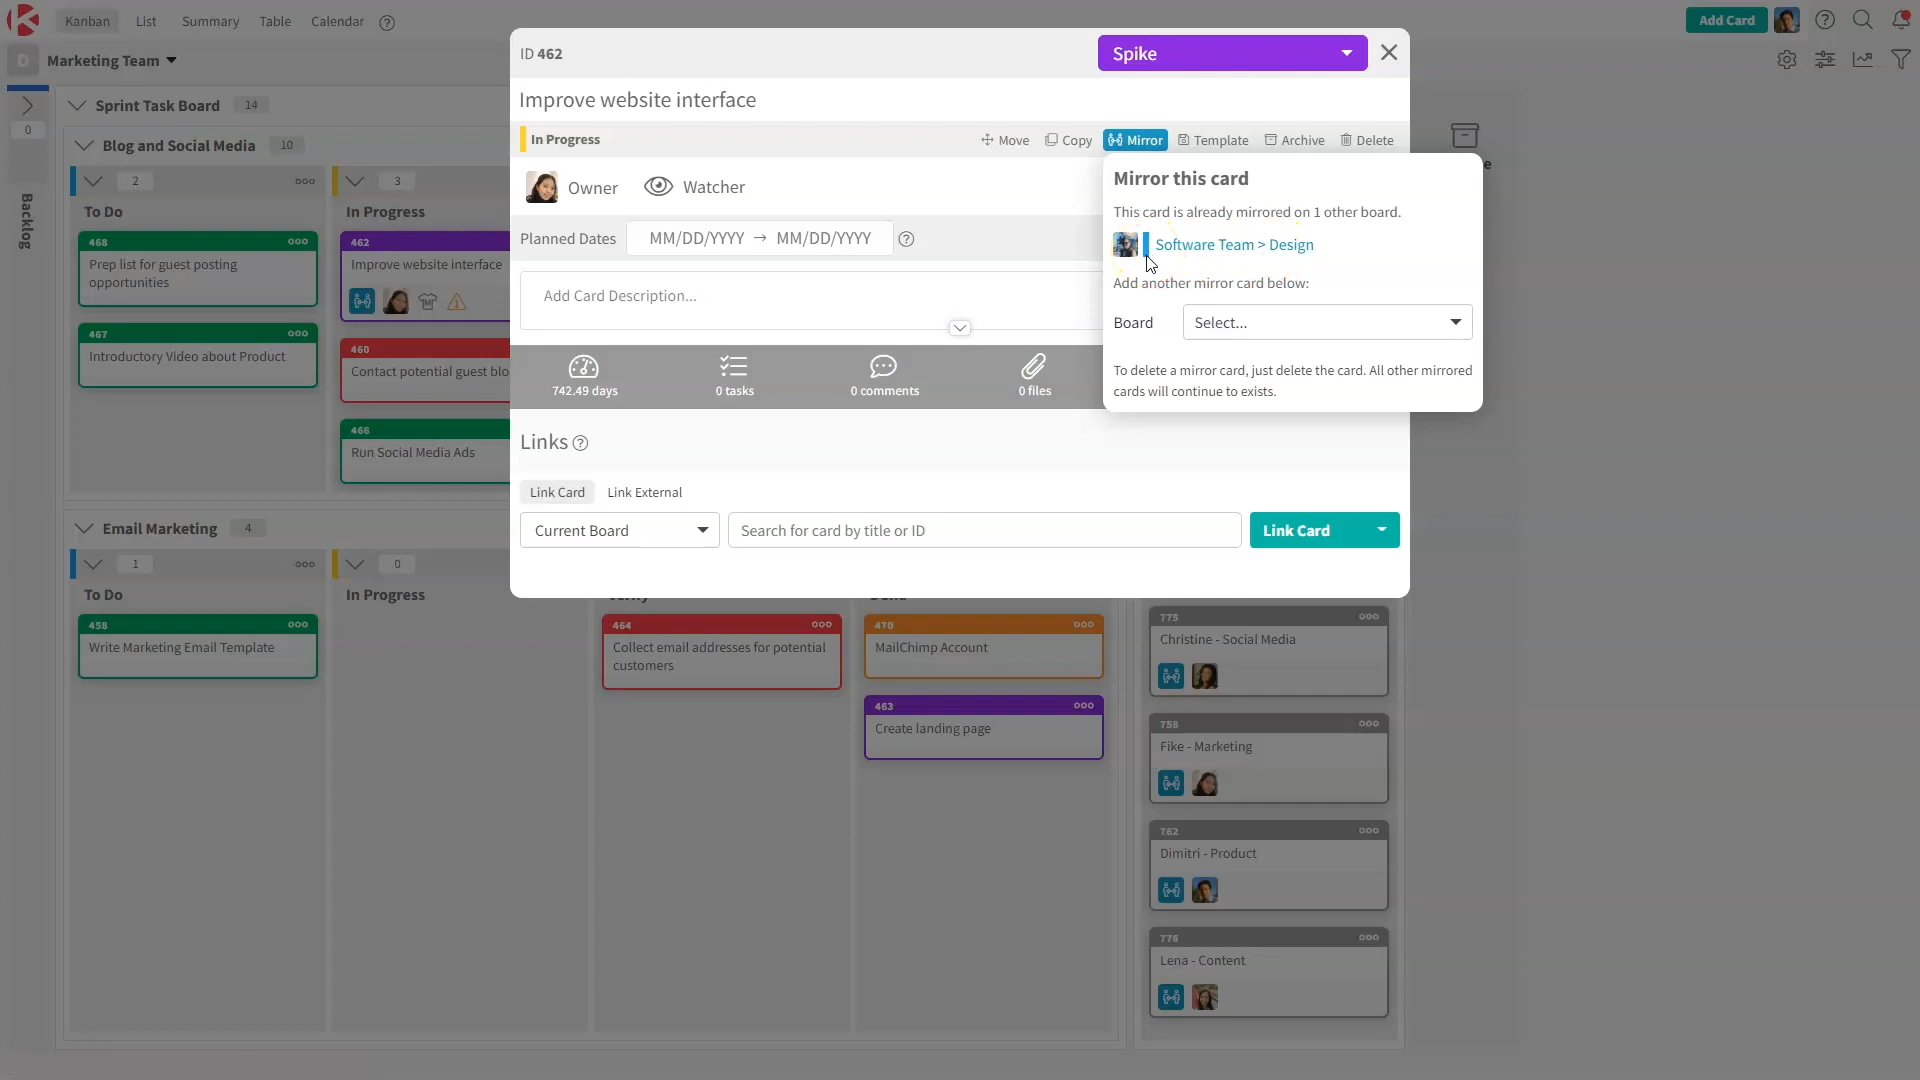 Kanban
List
Summary
Table
Calendar
Add Card
D
Marketing Team
0
Backlog
Sprint Task Board 14
Blog and Social Media 10
2
To Do
468
Prep list for guest posting
opportunities
467
Introductory Video about Product
3
In Progress
462
Improve website interface
460
Contact potential guest blo
466
Run Social Media Ads
Email Marketing 4
1
To Do
458
Write Marketing Email Template
0
In Progress
464
Collect email addresses for potential
customers
470
MailChimp Account
463
Create landing page
775
Christine - Social Media
758
Fike - Marketing
762
Dimitri - Product
776
Lena - Content
ID 462
Spike
Improve website interface
In Progress
Move
Copy
Mirror
Template
Archive
Delete
Owner
Watcher
Planned Dates
MM/DD/YYYY → MM/DD/YYYY
Add Card Description...
742.49 days
0 tasks
0 comments
0 files
Mirror this card
This card is already mirrored on 1 other board.
Software Team > Design
Add another mirror card below:
Board
Select...
To delete a mirror card, just delete the card. All other mirrored
cards will continue to exists.
Links
Link Card
Link External
Current Board
Search for card by title or ID
Link Card